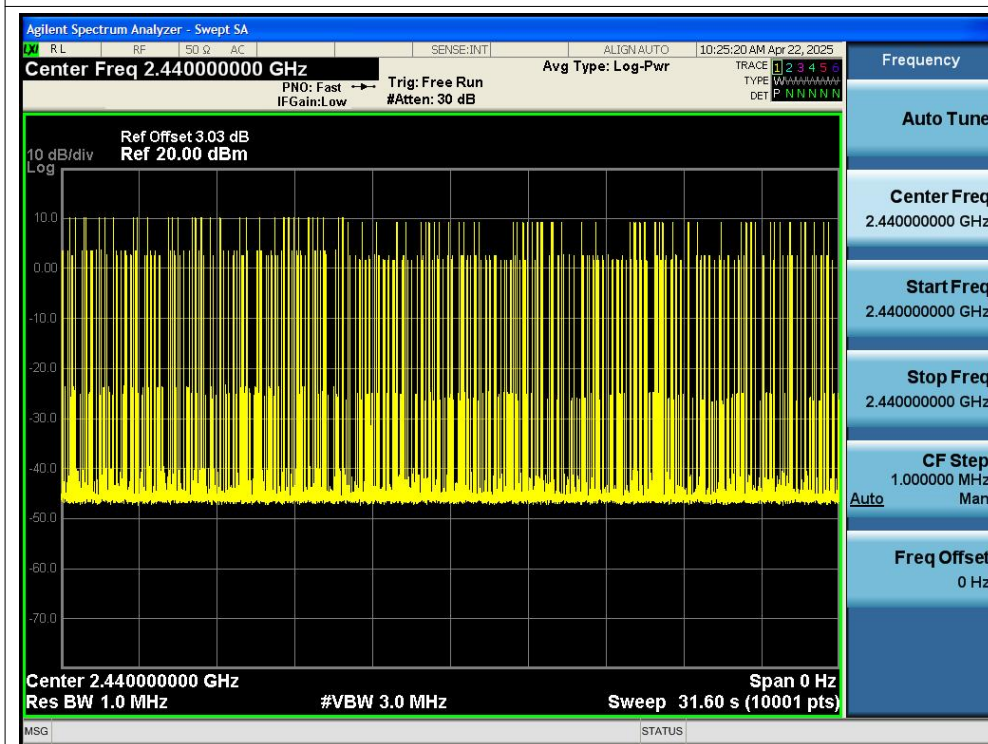 Agilent Spectrum Analyzer - Swept SA
LXI RL RF 50 Ω AC SENSE:INT ALIGN AUTO 10:25:20 AM Apr 22, 2025
Center Freq 2.440000000 GHz
Avg Type: Log-Pwr
TRACE 1 2 3 4 5 6
PNO: Fast
Trig: Free Run
TYPE WWWWWW
IFGain:Low
#Atten: 30 dB
DET P N N N N N
Ref Offset 3.03 dB
10 dB/div Ref 20.00 dBm
Log
10.0
0.00
-10.0
-20.0
-30.0
-40.0
-50.0
-60.0
-70.0
Center 2.440000000 GHz Span 0 Hz
Res BW 1.0 MHz #VBW 3.0 MHz Sweep 31.60 s (10001 pts)
MSG STATUS
Frequency
Auto Tune
Center Freq
2.440000000 GHz
Start Freq
2.440000000 GHz
Stop Freq
2.440000000 GHz
CF Step
1.000000 MHz
Auto Man
Freq Offset
0 Hz